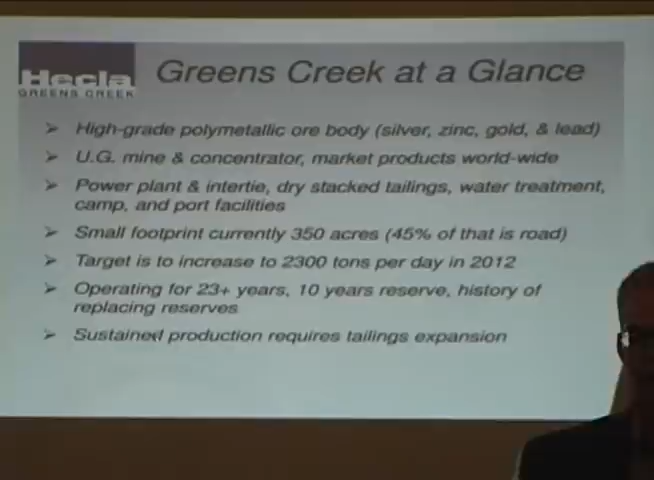 Hecla
GREENS CREEK
Greens Creek at a Glance
➢ High-grade polymetallic ore body (silver, zinc, gold, & lead)
➢ U.G. mine & concentrator, market products world-wide
➢ Power plant & intertie, dry stacked tailings, water treatment,
camp, and port facilities
➢ Small footprint currently 350 acres (45% of that is road)
➢ Target is to increase to 2300 tons per day in 2012
➢ Operating for 23+ years, 10 years reserve, history of
replacing reserves
➢ Sustained production requires tailings expansion